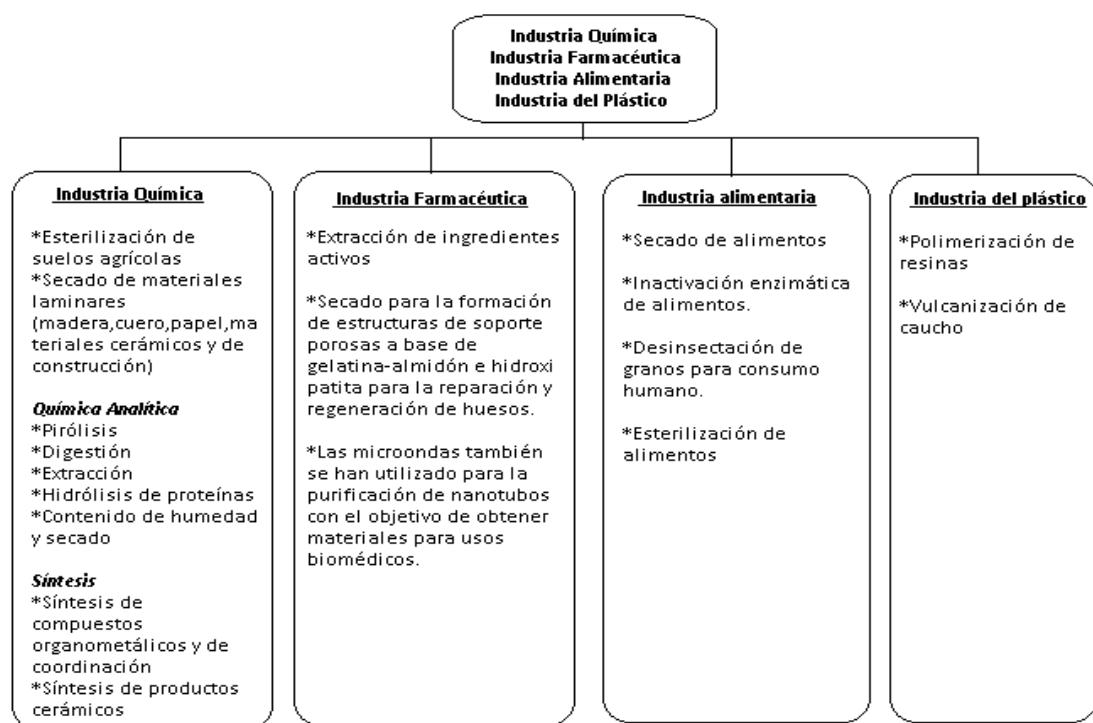 Industria Química
Industria Farmacéutica
Industria Alimentaria
Industria del Plástico
Industria Química
*Esterilización de
suelos agrícolas
*Secado de materiales
laminares
(madera,cuero,papel,ma
teriales cerámicos y de
construcción)
Química Analítica
*Pirólisis
*Digestión
*Extracción
*Hidrólisis de proteínas
*Contenido de humedad
y secado
Síntesis
*Síntesis de
compuestos
organometálicos y de
coordinación
*Síntesis de productos
cerámicos
Industria Farmacéutica
*Extracción de ingredientes
activos
*Secado para la formación
de estructuras de soporte
porosas a base de
gelatina-almidón e hidroxi
patita para la reparación y
regeneración de huesos.
*Las microondas también
se han utilizado para la
purificación de nanotubos
con el objetivo de obtener
materiales para usos
biomédicos.
Industria alimentaria
*Secado de alimentos
*Inactivación enzimática
de alimentos.
*Desinsectación de
granos para consumo
humano.
*Esterilización de
alimentos
Industria del plástico
*Polimerización de
resinas
*Vulcanización de
caucho